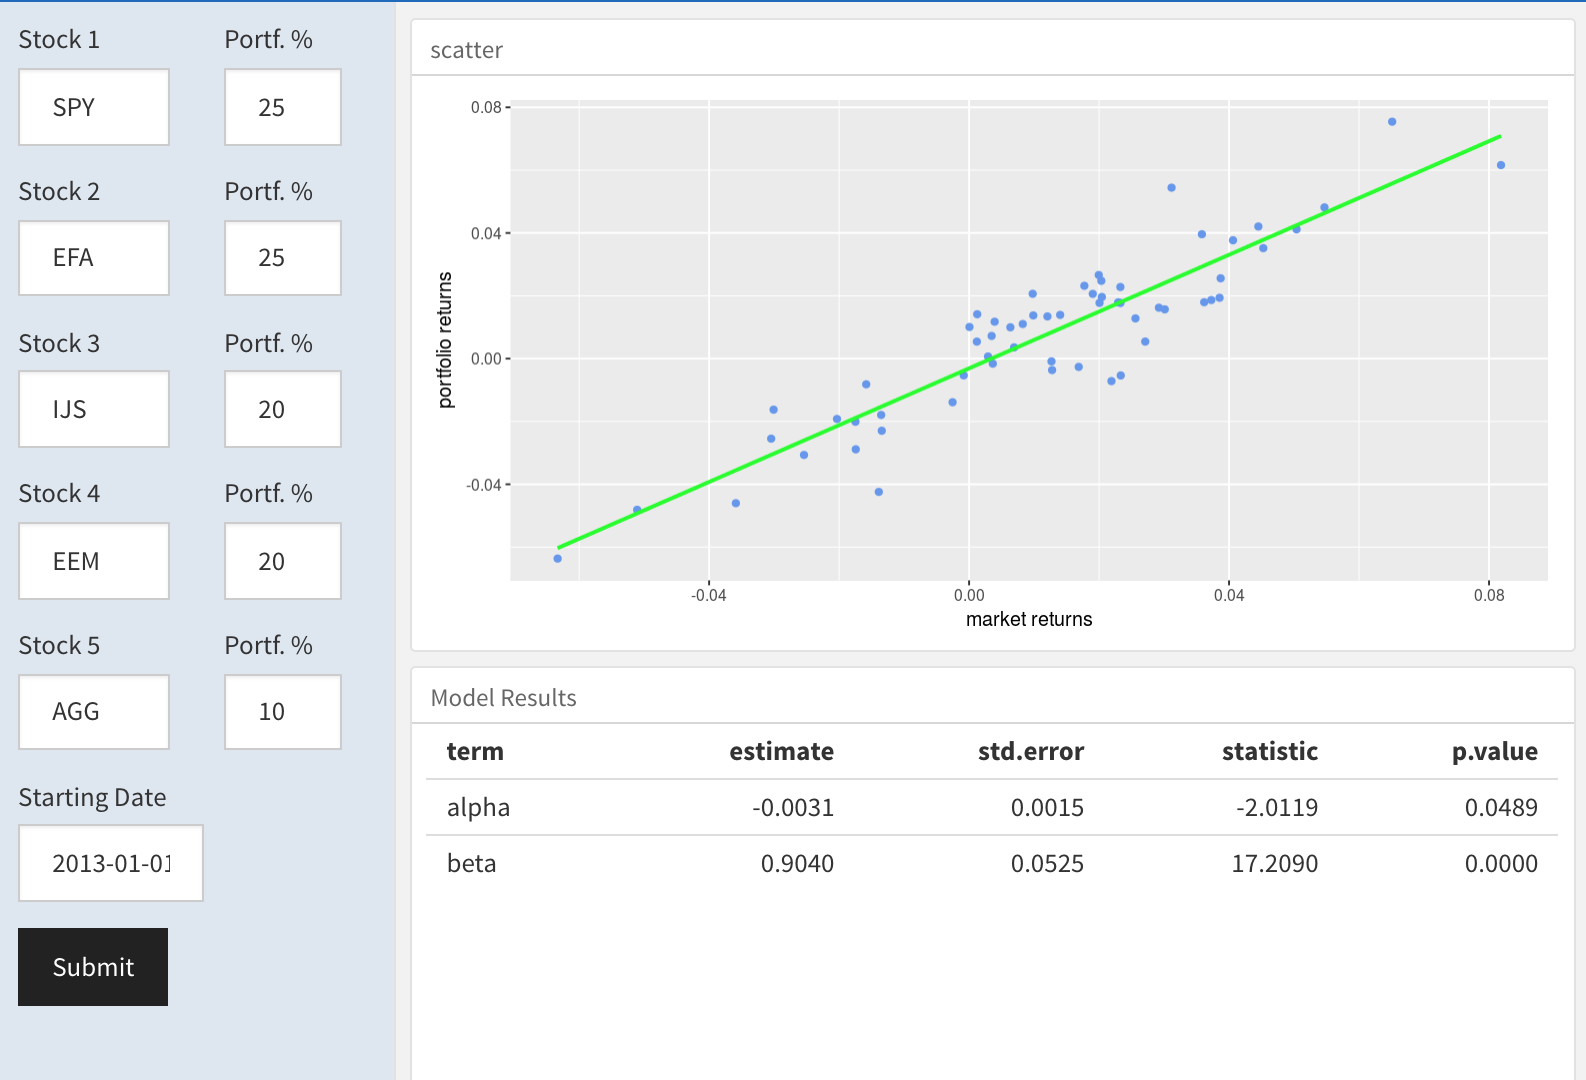 Stock 1 Portf. %
SPY 25
Stock 2 Portf. %
EFA 25
Stock 3 Portf. %
IJS 20
Stock 4 Portf. %
EEM 20
Stock 5 Portf. %
AGG 10
Starting Date
2013-01-01
Submit
scatter
0.08
0.04
0.00
-0.04
portfolio returns
-0.04 0.00 0.04 0.08
market returns
Model Results
term estimate std.error statistic p.value
alpha -0.0031 0.0015 -2.0119 0.0489
beta 0.9040 0.0525 17.2090 0.0000